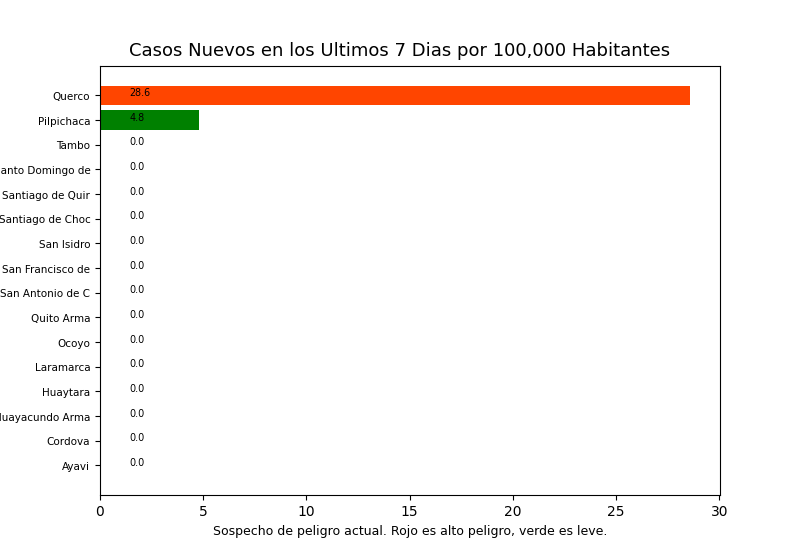 Casos Nuevos en los Ultimos 7 Dias por 100,000 Habitantes
Querco 28.6
Pilpichaca 4.8
Tambo 0.0
anto Domingo de 0.0
Santiago de Quir 0.0
Santiago de Choc 0.0
San Isidro 0.0
San Francisco de 0.0
San Antonio de C 0.0
Quito Arma 0.0
Ocoyo 0.0
Laramarca 0.0
Huaytara 0.0
uayacundo Arma 0.0
Cordova 0.0
Ayavi 0.0
0 5 10 15 20 25 30
Sospecho de peligro actual. Rojo es alto peligro, verde es leve.